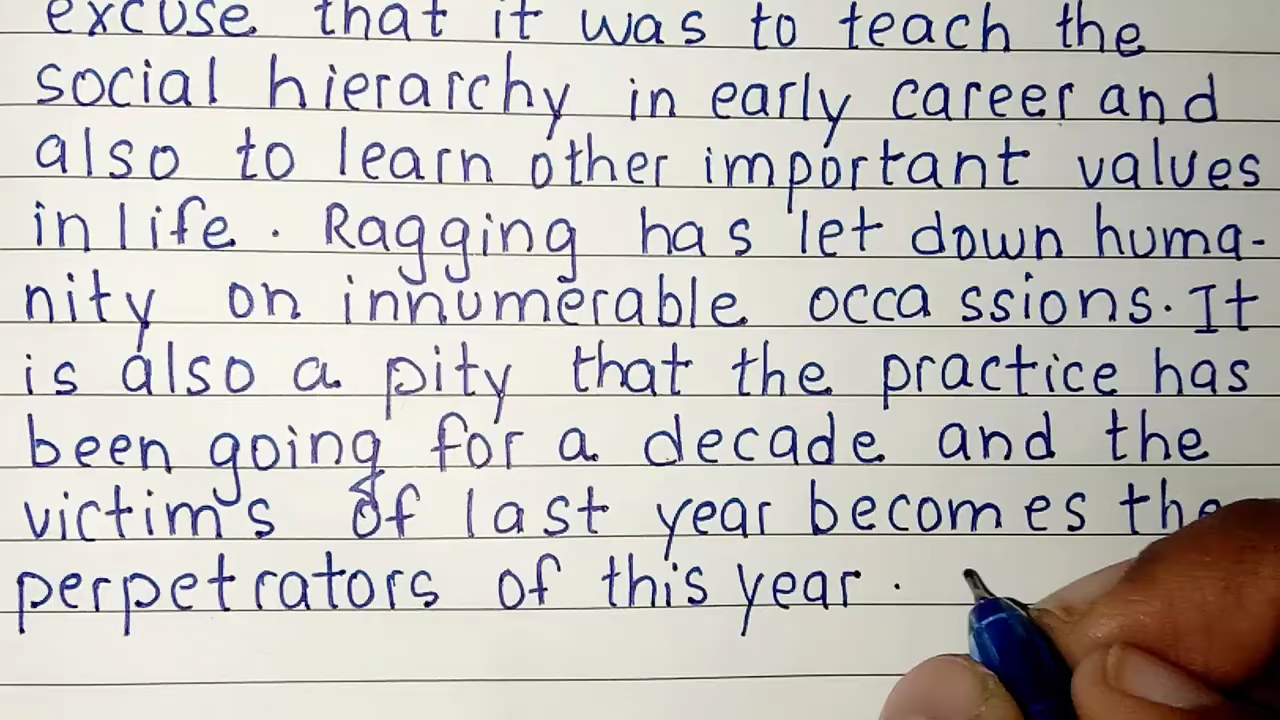 excuse that it was to teach the
social hierarchy in early career and
also to learn other important values
in life. Ragging has let down huma-
nity on innumerable occassions. It
is also a pity that the practice has
been going for a decade and the
victim's of last year becomes the
perpetrators of this year.